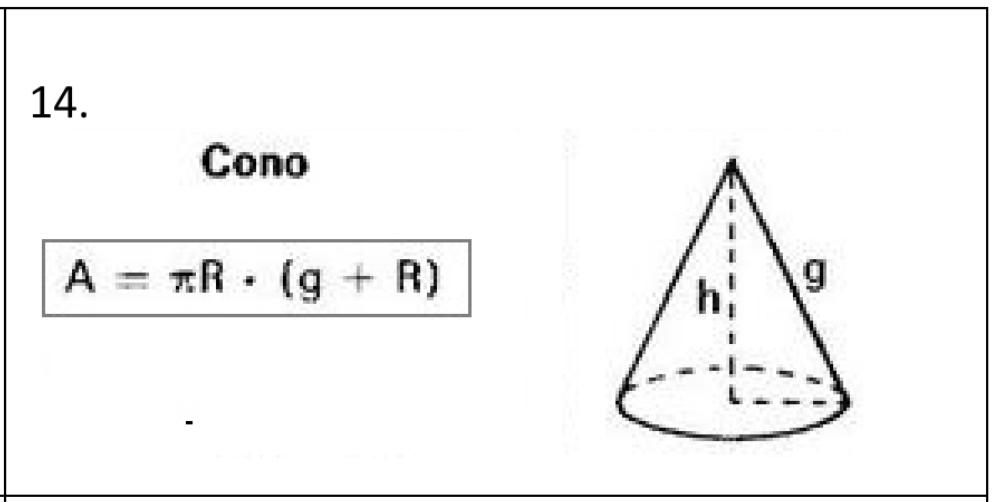 14.
Cono
A = πR · (g + R)
h
g
-